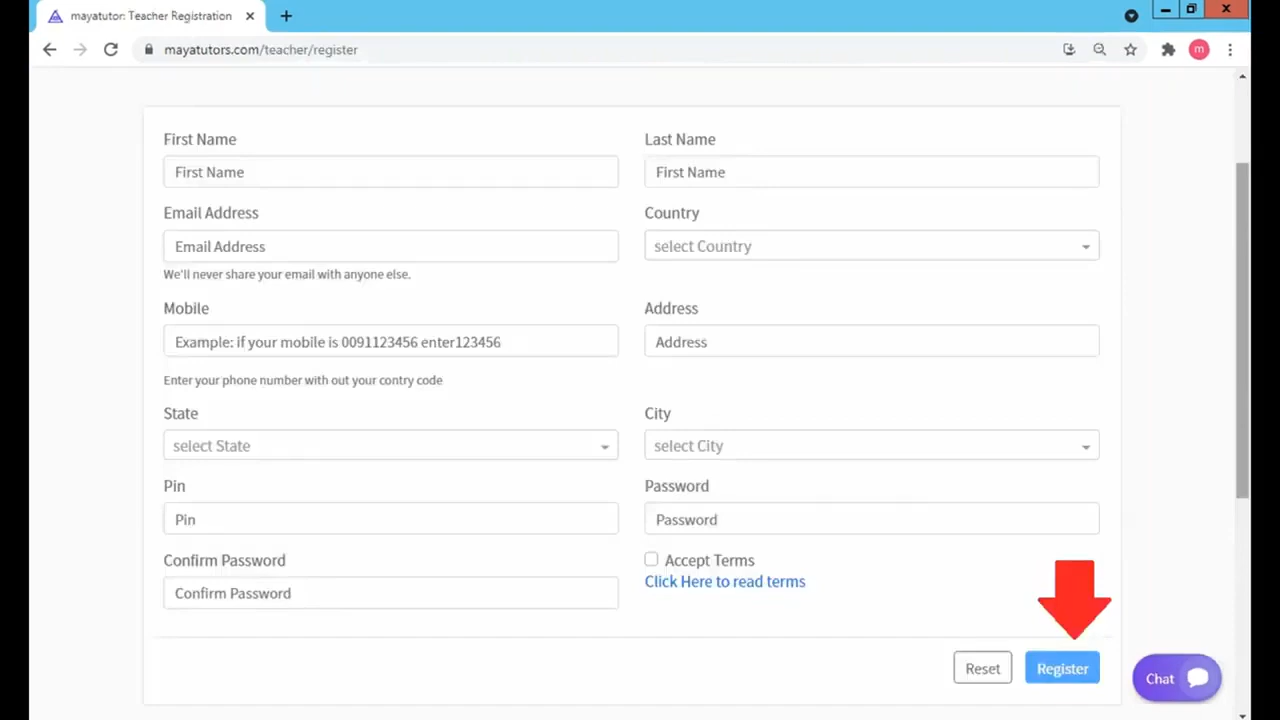 mayatutor: Teacher Registration
mayatutors.com/teacher/register
m
First Name
Last Name
First Name
First Name
Email Address
Country
Email Address
select Country
We'll never share your email with anyone else.
Mobile
Address
Example: if your mobile is 0091123456 enter123456
Address
Enter your phone number with out your contry code
State
City
select State
select City
Pin
Password
Pin
Password
Confirm Password
Accept Terms
Click Here to read terms
Confirm Password
Reset
Register
Chat